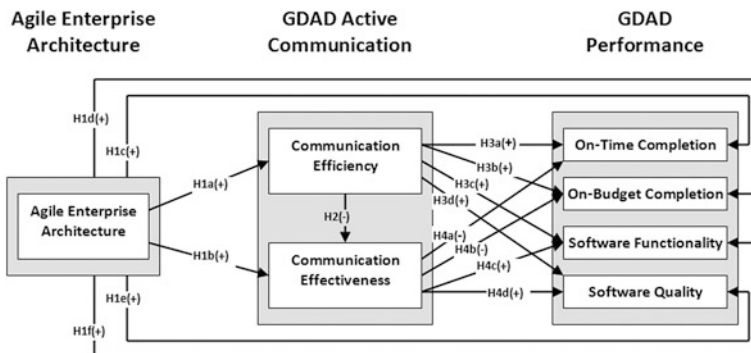 Agile Enterprise
Architecture
GDAD Active
Communication
GDAD
Performance
H1d(+)
H1c(+)
Agile Enterprise
Architecture
H1a(+)
H1b(+)
H1e(+)
H1f(+)
Communication
Efficiency
H2(-)
Communication
Effectiveness
H3a(+)
H3b(+)
H3c(+)
H3d(+)
H4a(-)
H4b(-)
H4c(+)
H4d(+)
On-Time Completion
On-Budget Completion
Software Functionality
Software Quality